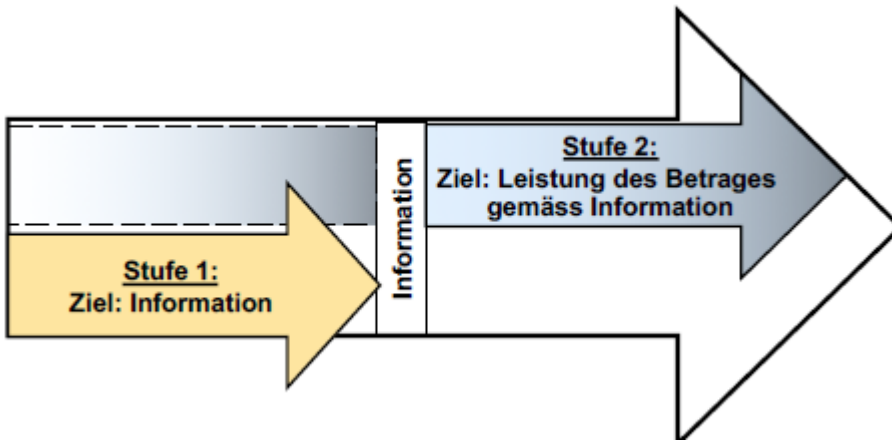 Stufe 1:
Ziel: Information
Information
Stufe 2:
Ziel: Leistung des Betrages
gemäss Information